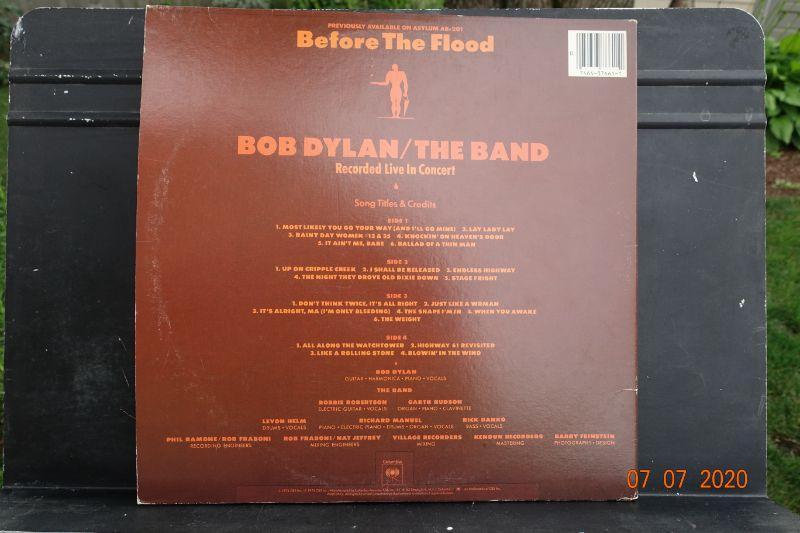 PREVIOUSLY AVAILABLE ON ASYLUM AB-201
Before The Flood
BOB DYLAN/THE BAND
Recorded Live In Concert
Song Titles & Credits
SIDE 1
1. MOST LIKELY YOU GO YOUR WAY (AND I'LL GO MINE) 2. LAY LADY LAY
3. RAINY DAY WOMEN #12 & 35 4. KNOCKIN' ON HEAVEN'S DOOR
5. IT AIN'T ME, BABE 6. BALLAD OF A THIN MAN
SIDE 2
1. UP ON CRIPPLE CREEK 2. I SHALL BE RELEASED 3. ENDLESS HIGHWAY
4. THE NIGHT THEY DROVE OLD DIXIE DOWN 5. STAGE FRIGHT
SIDE 3
1. DON'T THINK TWICE, IT'S ALL RIGHT 2. JUST LIKE A WOMAN
3. IT'S ALRIGHT, MA (I'M ONLY BLEEDING) 4. THE SHAPE I'M IN 5. WHEN YOU AWAKE
6. THE WEIGHT
SIDE 4
1. ALL ALONG THE WATCHTOWER 2. HIGHWAY 61 REVISITED
3. LIKE A ROLLING STONE 4. BLOWIN' IN THE WIND
BOB DYLAN
GUITAR • HARMONICA • PIANO • VOCALS
THE BAND
ROBBIE ROBERTSON GARTH HUDSON
ELECTRIC GUITAR • VOCALS ORGAN • PIANO • CLAVINETTE
LEVON HELM RICHARD MANUEL RICK DANKO
DRUMS • VOCALS PIANO • ELECTRIC PIANO • DRUMS • ORGAN • VOCALS BASS • VOCALS
PHIL RAMONE/ROB FRABONI ROB FRABONI/NAT JEFFREY VILLAGE RECORDERS KENDUN RECORDERS BARRY FEINSTEIN
RECORDING ENGINEERS MIXING ENGINEERS MIXING MASTERING PHOTOGRAPHS • DESIGN
Columbia
07 07 2020